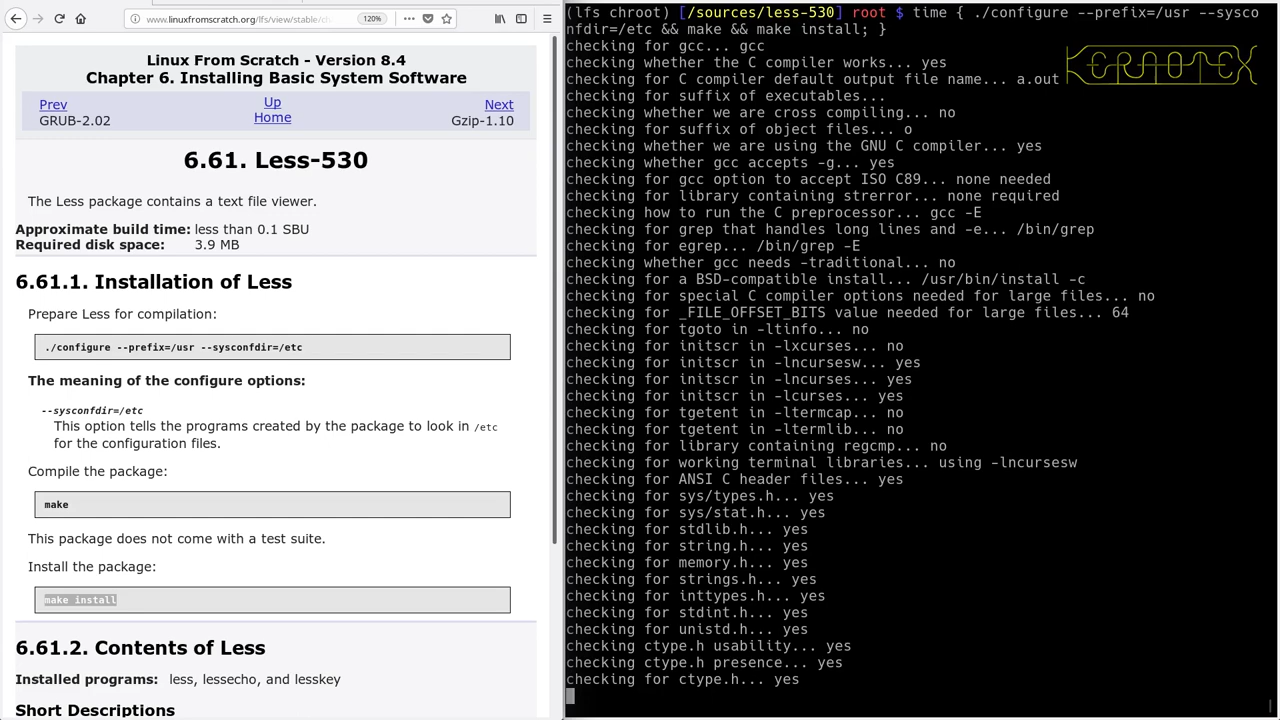 www.linuxfromscratch.org/lfs/view/stable/cha
120%
Linux From Scratch - Version 8.4
Chapter 6. Installing Basic System Software
Prev
Up
Next
GRUB-2.02
Home
Gzip-1.10
6.61. Less-530
The Less package contains a text file viewer.
Approximate build time: less than 0.1 SBU
Required disk space: 3.9 MB
6.61.1. Installation of Less
Prepare Less for compilation:
./configure --prefix=/usr --sysconfdir=/etc
The meaning of the configure options:
--sysconfdir=/etc
This option tells the programs created by the package to look in /etc
for the configuration files.
Compile the package:
make
This package does not come with a test suite.
Install the package:
make install
6.61.2. Contents of Less
Installed programs: less, lessecho, and lesskey
Short Descriptions
(lfs chroot) [/sources/less-530] root $ time { ./configure --prefix=/usr --sysco
nfdir=/etc && make && make install; }
checking for gcc... gcc
checking whether the C compiler works... yes
checking for C compiler default output file name... a.out
checking for suffix of executables...
checking whether we are cross compiling... no
checking for suffix of object files... o
checking whether we are using the GNU C compiler... yes
checking whether gcc accepts -g... yes
checking for gcc option to accept ISO C89... none needed
checking for library containing strerror... none required
checking how to run the C preprocessor... gcc -E
checking for grep that handles long lines and -e... /bin/grep
checking for egrep... /bin/grep -E
checking whether gcc needs -traditional... no
checking for a BSD-compatible install... /usr/bin/install -c
checking for special C compiler options needed for large files... no
checking for _FILE_OFFSET_BITS value needed for large files... 64
checking for tgoto in -ltinfo... no
checking for initscr in -lxcurses... no
checking for initscr in -lncursesw... yes
checking for initscr in -lncurses... yes
checking for initscr in -lcurses... yes
checking for tgetent in -ltermcap... no
checking for tgetent in -ltermlib... no
checking for library containing regcmp... no
checking for working terminal libraries... using -lncursesw
checking for ANSI C header files... yes
checking for sys/types.h... yes
checking for sys/stat.h... yes
checking for stdlib.h... yes
checking for string.h... yes
checking for memory.h... yes
checking for strings.h... yes
checking for inttypes.h... yes
checking for stdint.h... yes
checking for unistd.h... yes
checking ctype.h usability... yes
checking ctype.h presence... yes
checking for ctype.h... yes